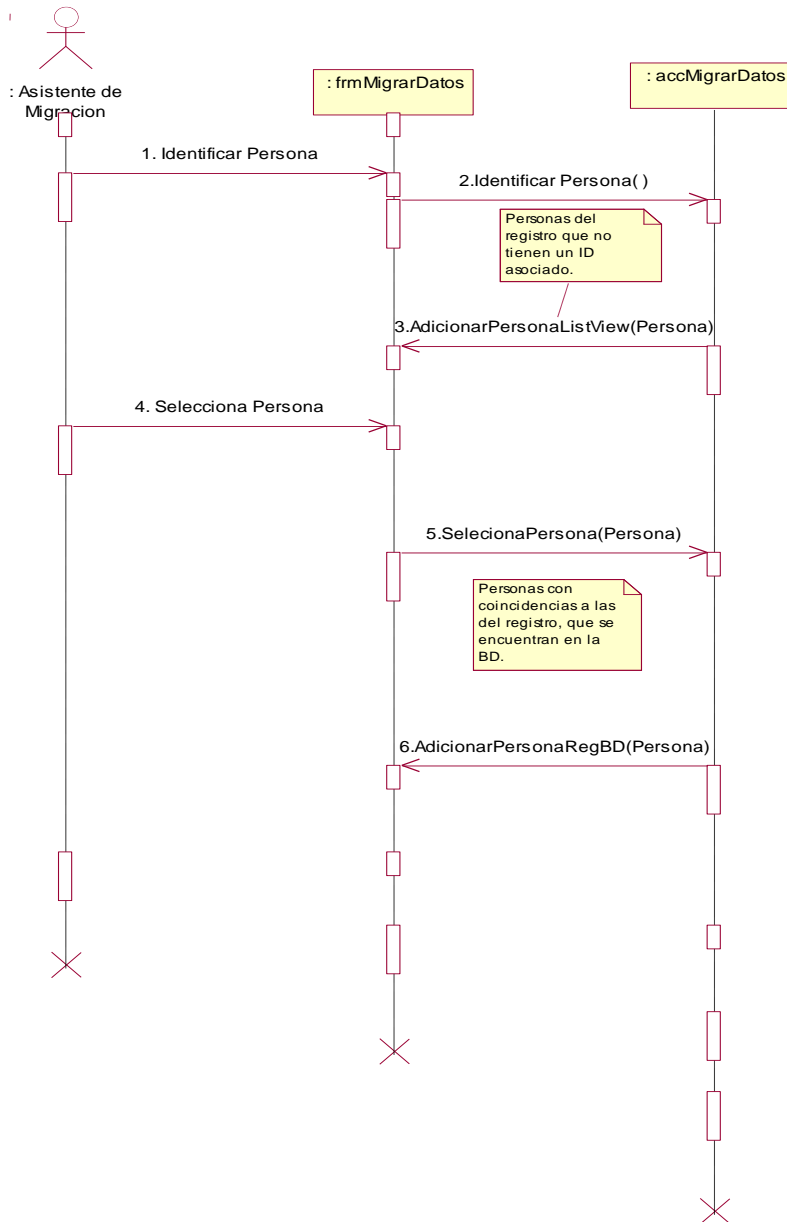 : Asistente de
Migracion
: frmMigrarDatos
: accMigrarDatos
1. Identificar Persona
2.Identificar Persona( )
Personas del
registro que no
tienen un ID
asociado.
3.AdicionarPersonaListView(Persona)
4. Selecciona Persona
5.SelecionaPersona(Persona)
Personas con
coincidencias a las
del registro, que se
encuentran en la
BD.
6.AdicionarPersonaRegBD(Persona)